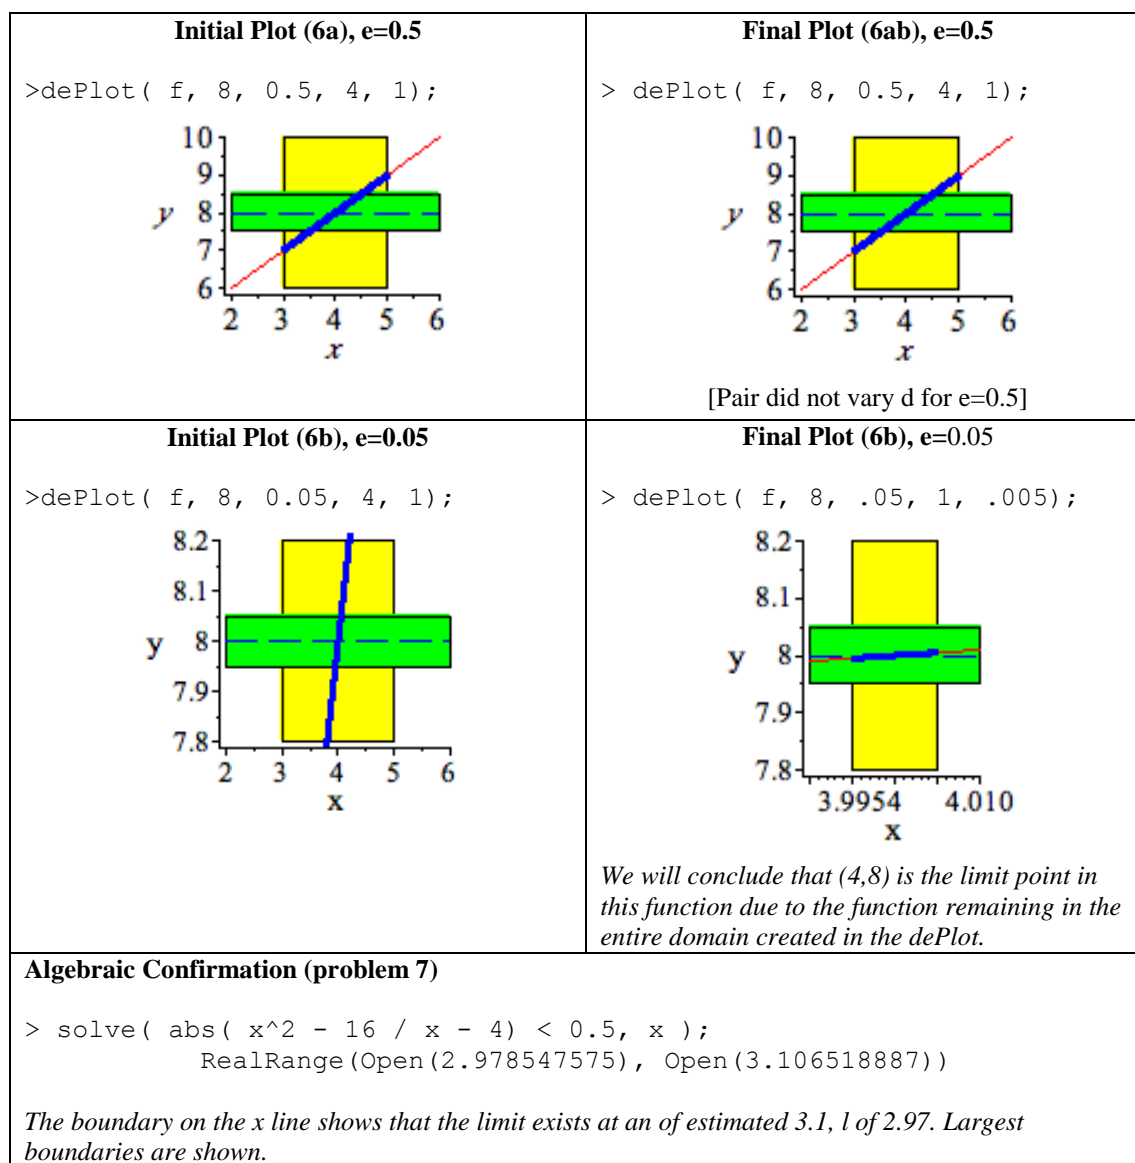 Initial Plot (6a), e=0.5
>dePlot( f, 8, 0.5, 4, 1);
10
9
8
7
6
y
2 3 4 5 6
x
Final Plot (6ab), e=0.5
> dePlot( f, 8, 0.5, 4, 1);
10
9
8
7
6
y
2 3 4 5 6
x
[Pair did not vary d for e=0.5]
Initial Plot (6b), e=0.05
>dePlot( f, 8, 0.05, 4, 1);
8.2
8.1
8
7.9
7.8
y
2 3 4 5 6
x
Final Plot (6b), e=0.05
> dePlot( f, 8, .05, 1, .005);
8.2
8.1
8
7.9
7.8
y
3.9954 4.010
x
We will conclude that (4,8) is the limit point in
this function due to the function remaining in the
entire domain created in the dePlot.
Algebraic Confirmation (problem 7)
> solve( abs( x^2 - 16 / x - 4) < 0.5, x );
RealRange(Open(2.978547575), Open(3.106518887))
The boundary on the x line shows that the limit exists at an of estimated 3.1, l of 2.97. Largest
boundaries are shown.